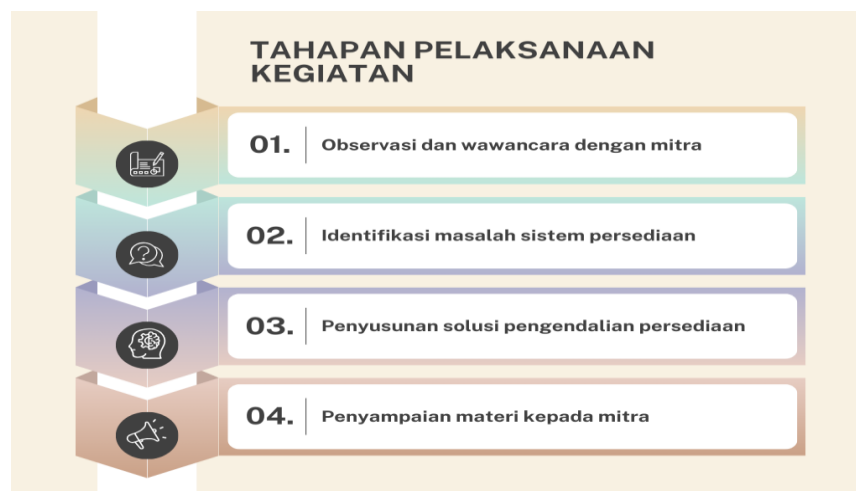 TAHAPAN PELAKSANAAN
KEGIATAN
01. Observasi dan wawancara dengan mitra
02. Identifikasi masalah sistem persediaan
03. Penyusunan solusi pengendalian persediaan
04. Penyampaian materi kepada mitra